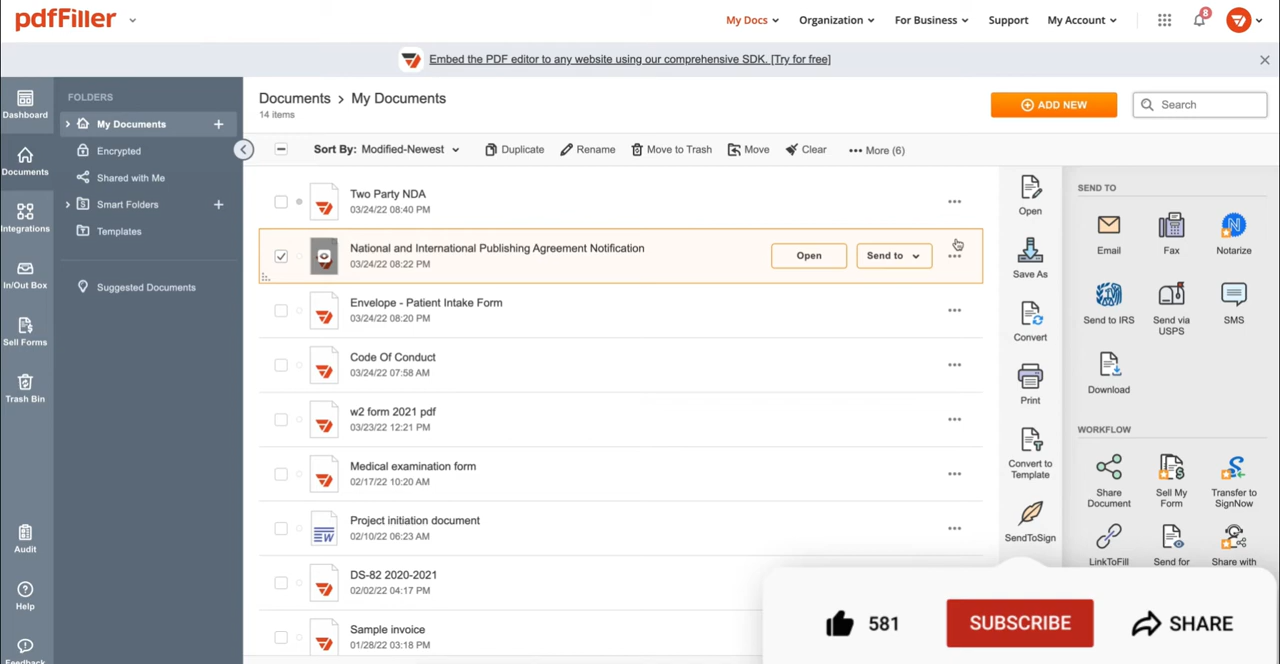 pdfFiller
My Docs
Organization
For Business
Support
My Account
8
Embed the PDF editor to any website using our comprehensive SDK. [Try for free]
Dashboard
Documents
Integrations
In/Out Box
Sell Forms
Trash Bin
Audit
Help
Feedback
FOLDERS
My Documents
Encrypted
Shared with Me
Smart Folders
Templates
Suggested Documents
Documents > My Documents
14 items
ADD NEW
Search
Sort By: Modified-Newest
Duplicate
Rename
Move to Trash
Move
Clear
More (6)
Two Party NDA
03/24/22 08:40 PM
National and International Publishing Agreement Notification
03/24/22 08:22 PM
Open
Send to
Envelope - Patient Intake Form
03/24/22 08:20 PM
Code Of Conduct
03/24/22 07:58 AM
w2 form 2021 pdf
03/23/22 12:21 PM
Medical examination form
02/17/22 10:20 AM
W
Project initiation document
02/10/22 06:23 AM
DS-82 2020-2021
02/02/22 04:17 PM
Sample invoice
01/28/22 03:18 PM
Open
Save As
Convert
Print
Convert to
Template
SendToSign
SEND TO
Email
Fax
Notarize
Send to IRS
Send via
USPS
SMS
Download
WORKFLOW
Share
Document
Sell My
Form
Transfer to
SignNow
LinkToFill
Send for
Share with
581
SUBSCRIBE
SHARE